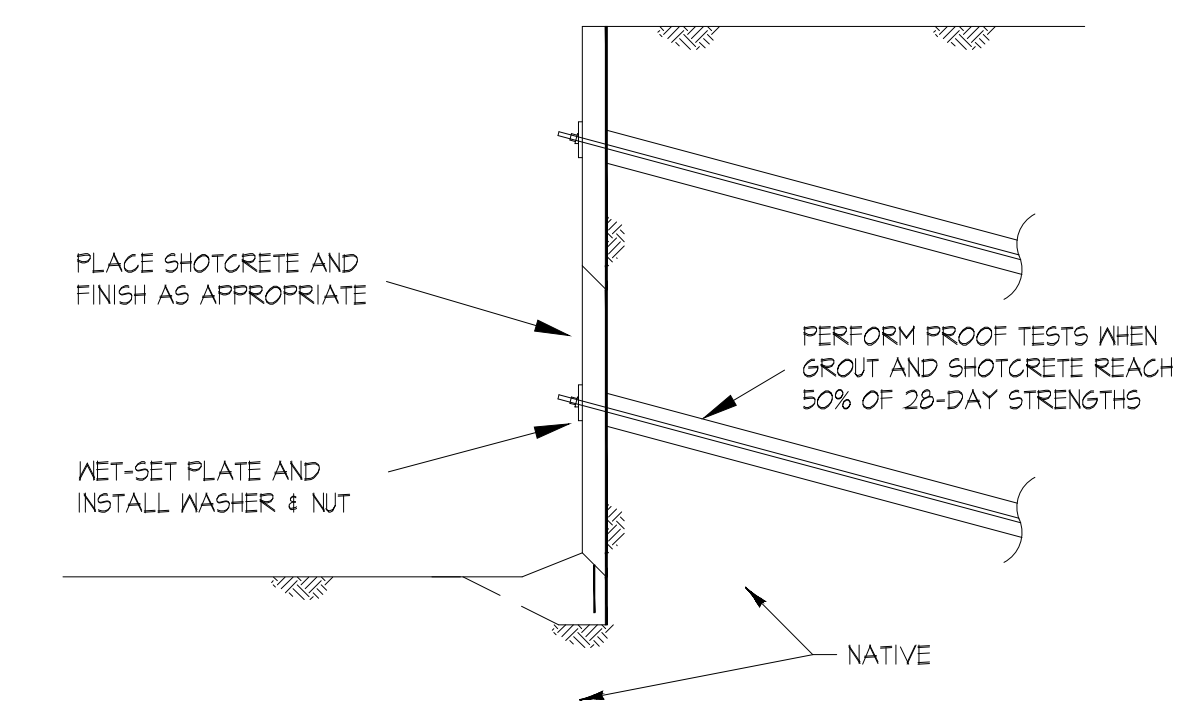 PLACE SHOTCRETE AND
FINISH AS APPROPRIATE
PERFORM PROOF TESTS WHEN
GROUT AND SHOTCRETE REACH
50% OF 28-DAY STRENGTHS
WET-SET PLATE AND
INSTALL WASHER & NUT
NATIVE